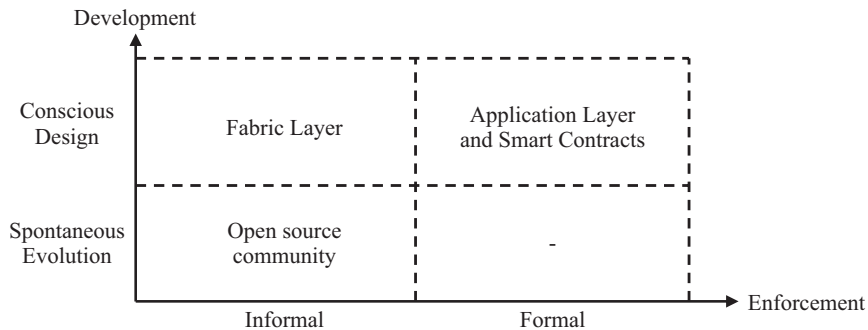 Development
Conscious
Design
Fabric Layer
Application Layer
and Smart Contracts
Spontaneous
Evolution
Open source
community
-
Enforcement
Informal
Formal